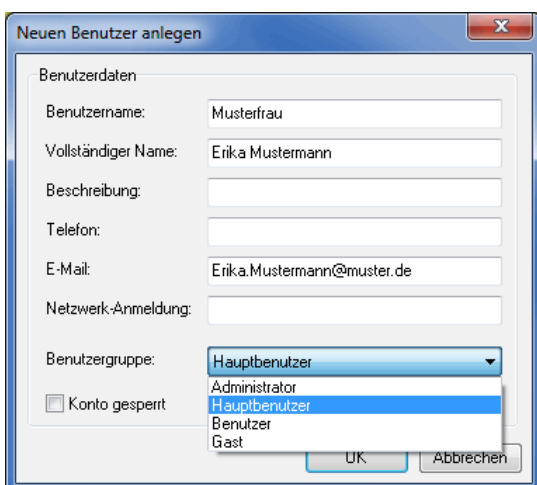 Neuen Benutzer anlegen
Benutzerdaten
Benutzername: Musterfrau
Vollständiger Name: Erika Mustermann
Beschreibung:
Telefon:
E-Mail: Erika.Mustermann@muster.de
Netzwerk-Anmeldung:
Benutzergruppe: Hauptbenutzer
Administrator
Konto gesperrt Hauptbenutzer
Benutzer
Gast
OK Abbrechen